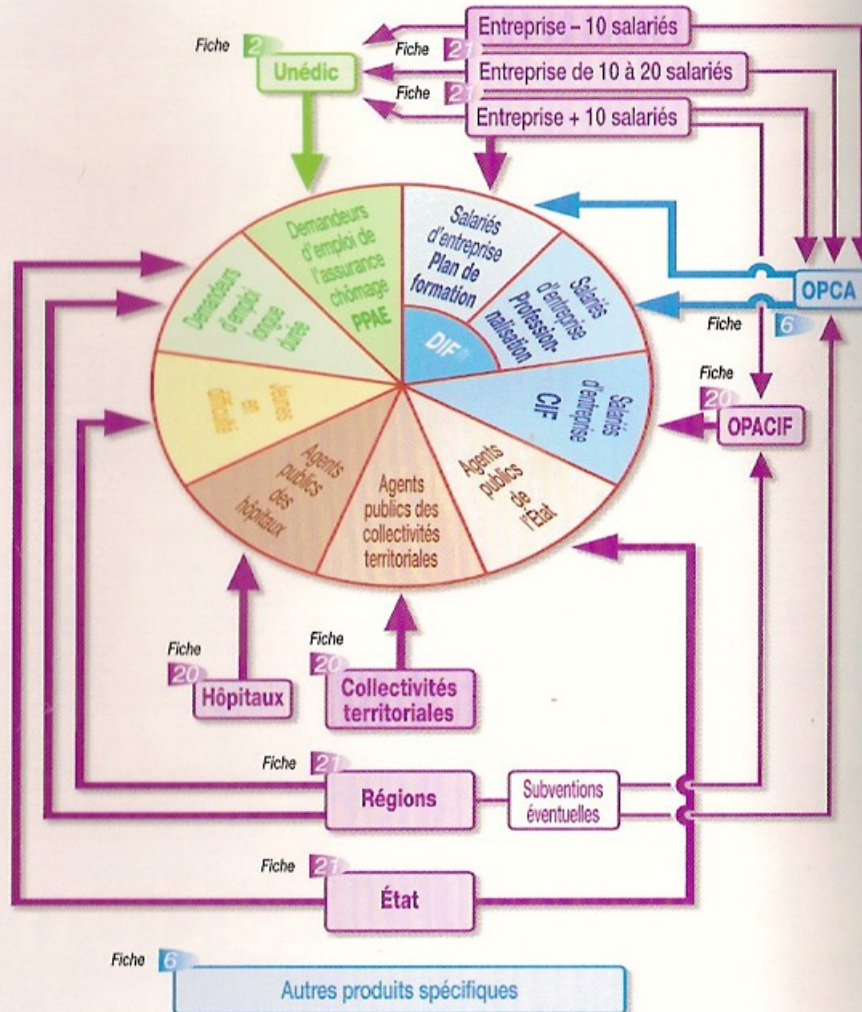 Entreprise – 10 salariés
Fiche 2
Unédic
Fiche 21
Entreprise de 10 à 20 salariés
Fiche 21
Entreprise + 10 salariés
Demandeurs
d'emploi de
l'assurance
chômage
PPAE
Salariés
d'entreprise
Plan de
formation
Salariés
d'entreprise
Profession-
nalisation
DIF
Demandeurs
d'emploi
longue
durée
OPCA
Fiche 6
Jeunes
en
difficulté
Salariés
d'entreprise
CIF
Fiche
20
OPACIF
Agents
publics
des
hôpitaux
Agents
publics des
collectivités
territoriales
Agents
publics
de
l'État
Fiche
20
Hôpitaux
Fiche
20
Collectivités
territoriales
Fiche 21
Régions
Subventions
éventuelles
Fiche 21
État
Fiche 6
Autres produits spécifiques